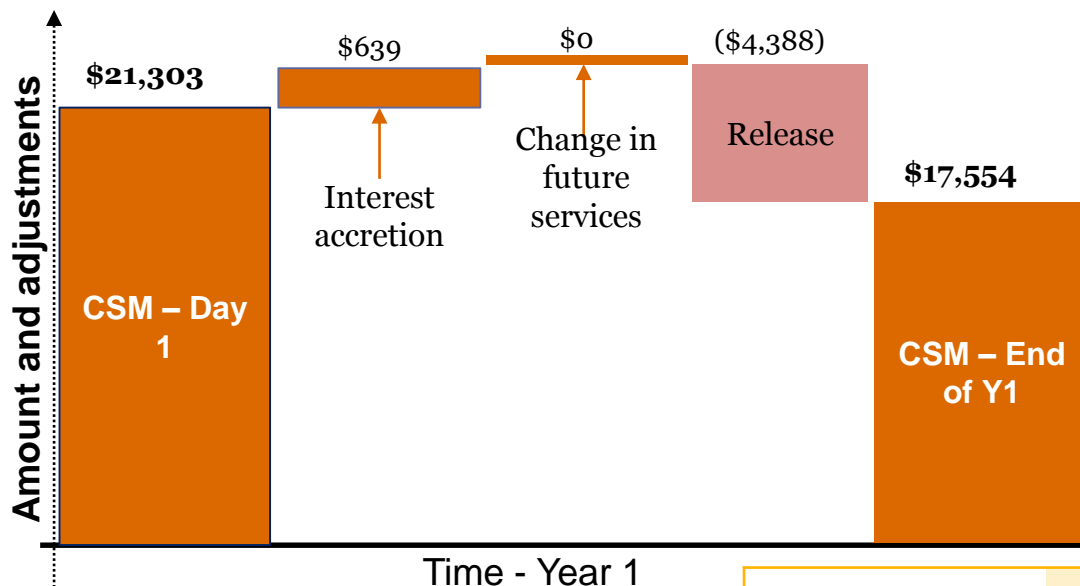 Amount and adjustments
$21,303
$639
$0
($4,388)
$17,554
CSM – Day
1
Interest
accretion
Change in
future
services
Release
CSM – End
of Y1
Time - Year 1